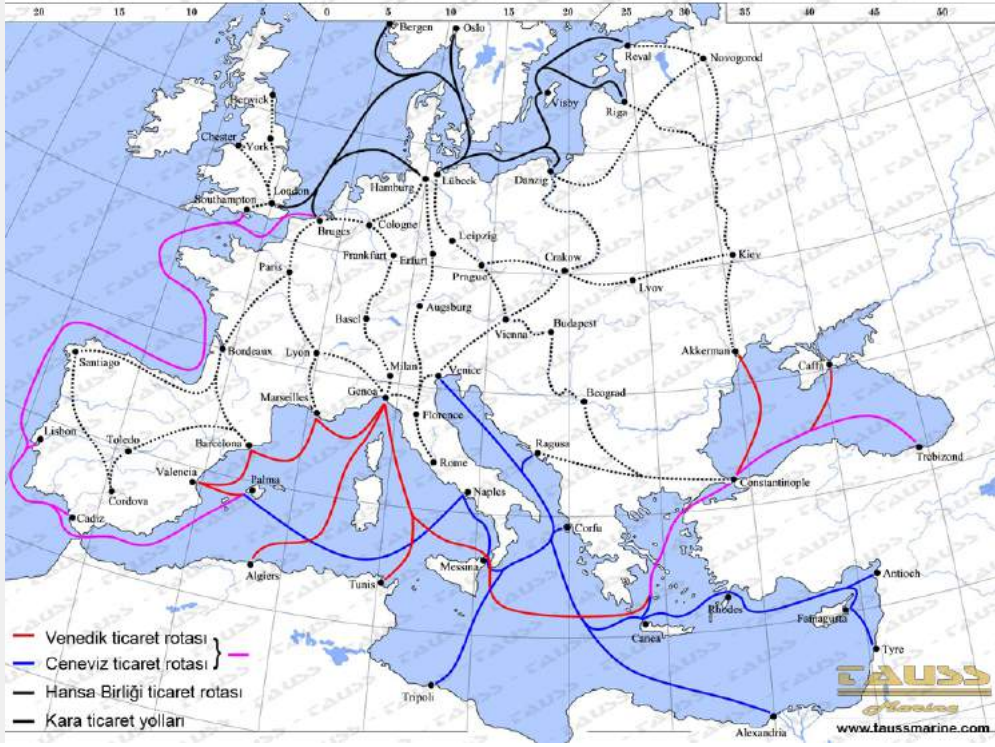 20
15
10
5
0
5
10
15
20
25
30
35
40
45
50
Bergen
Oslo
Reval
Novogorod
Visby
Riga
Berwick
Chester
York
London
Southampton
Hamburg
Lübeck
Danzig
Bruges
Cologne
Leipzig
Paris
Frankfurt
Erfurt
Prague
Crakow
Kiev
Lvov
Basel
Augsburg
Vienna
Budapest
Bordeaux
Lyon
Milan
Venice
Akkerman
Caffa
Santiago
Genoa
Marseilles
Florence
Beograd
Lisbon
Toledo
Barcelona
Ragusa
Trebizond
Valencia
Palma
Rome
Constantinople
Cordova
Naples
Cadiz
Corfu
Algiers
Tunis
Messina
Antioch
Rhodes
Famagusta
Canea
Tyre
Tripoli
Alexandria
Venedik ticaret rotası
Ceneviz ticaret rotası
Hansa Birliği ticaret rotası
Kara ticaret yolları
TAUSS
Marine
www.taussmarine.com